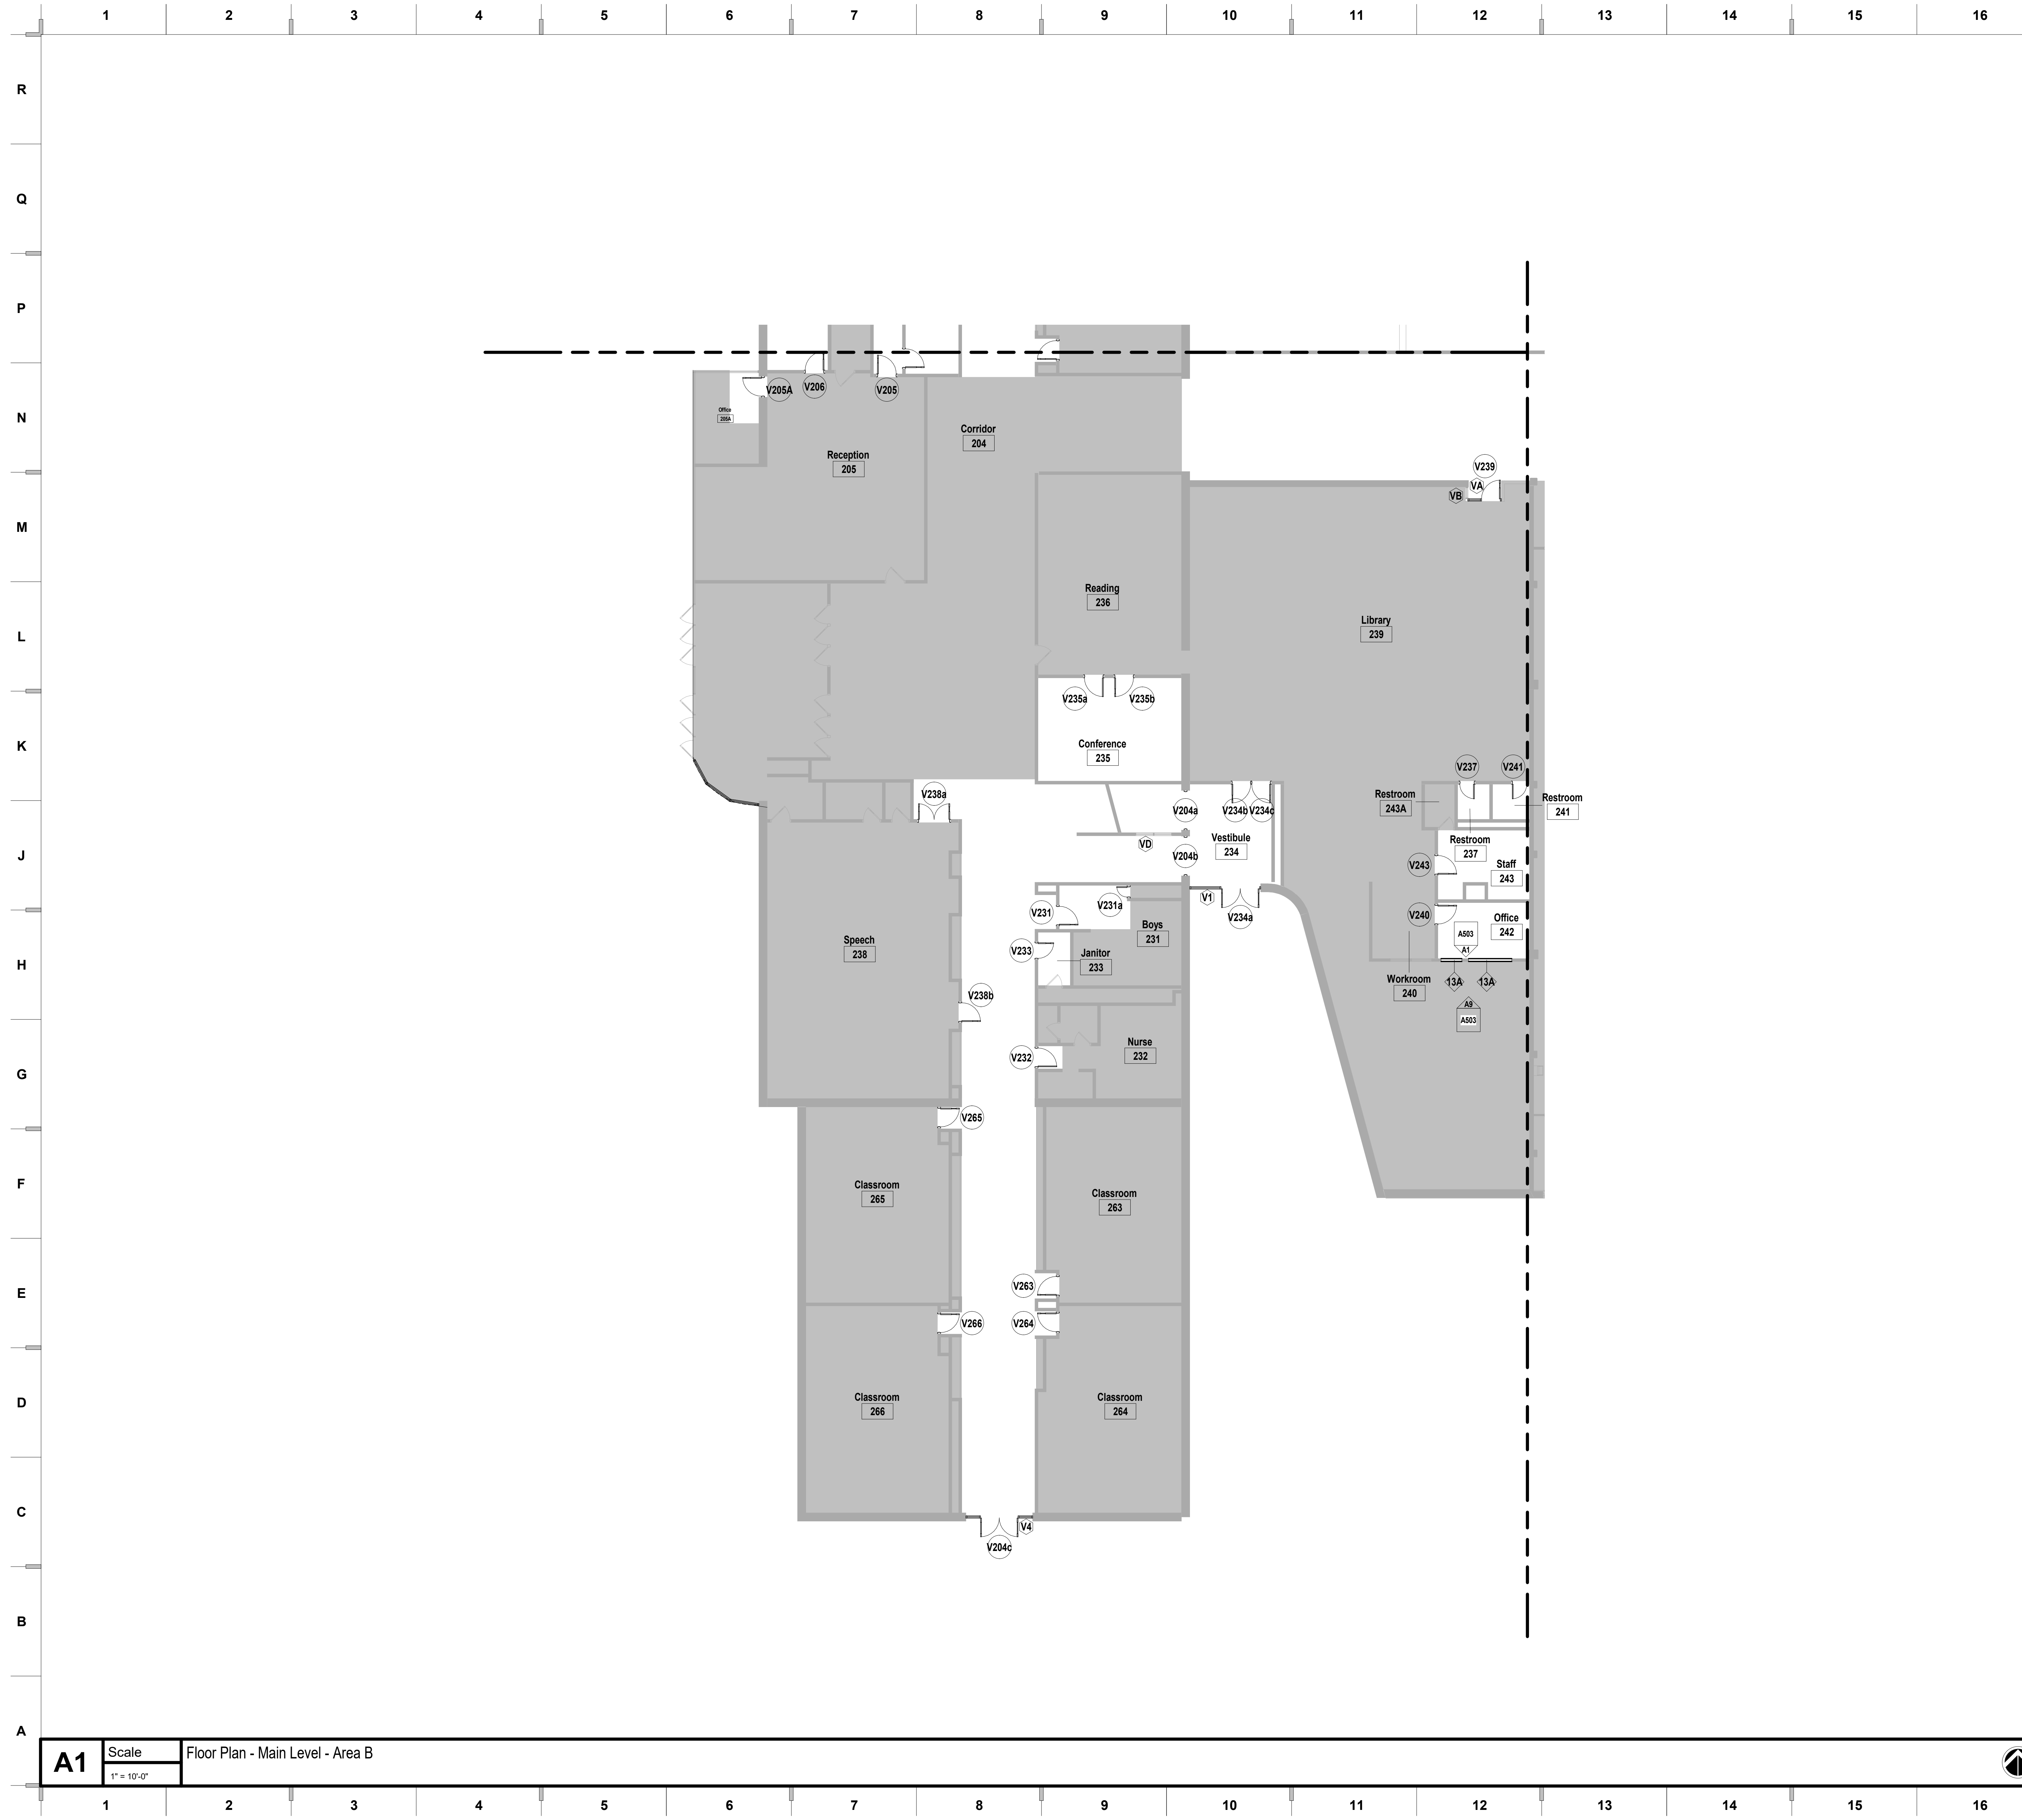 1 2 3 4 5 6 7 8 9 10 11 12 13 14 15 16
R
Q
P
N
M
L
K
J
H
G
F
E
D
C
B
A
V205A
V206
V205
Office
205A
Corridor
204
Reception
205
V239
VA
VB
Reading
236
Library
239
V235a
V235b
Conference
235
V237
V241
V238a
Restroom
243A
Restroom
241
V204a
V234b
V234c
Vestibule
234
VD
V204b
Restroom
237
V243
Staff
243
V231a
V1
V231
V234a
V240
Boys
231
Office
242
A503
A1
Speech
238
V233
Janitor
233
Workroom
240
13A
13A
V238b
A9
A503
Nurse
232
V232
V265
Classroom
265
Classroom
263
V263
V266
V264
Classroom
266
Classroom
264
V4
V204c
A1
Scale
1" = 10'-0"
Floor Plan - Main Level - Area B
1 2 3 4 5 6 7 8 9 10 11 12 13 14 15 16